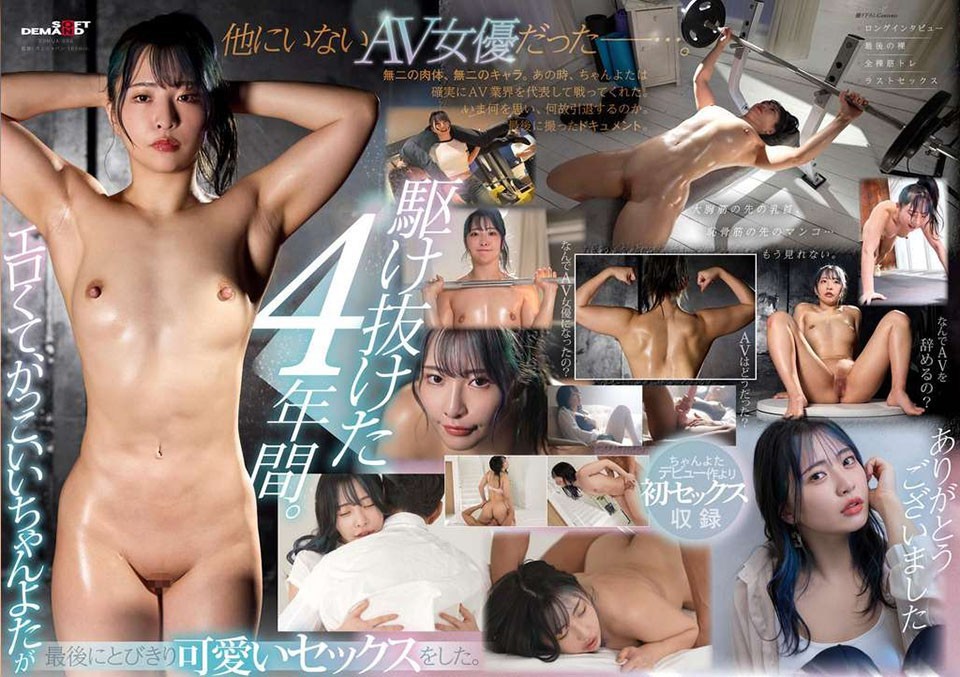 SOFT
ON
DEMAND
他にいないAV女優だった――…。
無二の肉体、無二のキャラ。あの時、ちゃんよたは
確実にAV業界を代表して戦ってくれた。
いま何を思い、何故引退するのか。
最後に撮ったドキュメント。
ロングインタビュー
最後の裸
全裸筋トレ
ラストセックス
大胸筋の先の乳首、
恥骨筋の先のマンコ…
もう見れない。
駆け抜けた
4年間。
なんでAV女優になったの?
AVはどうだった?
なんでAVを
辞めるの?
ちゃんよた
デビュー作より
初セックス
収録
ありがとう
ございました
エロくて、かっこいいちゃんよたが
最後にとびきり可愛いセックスをした。